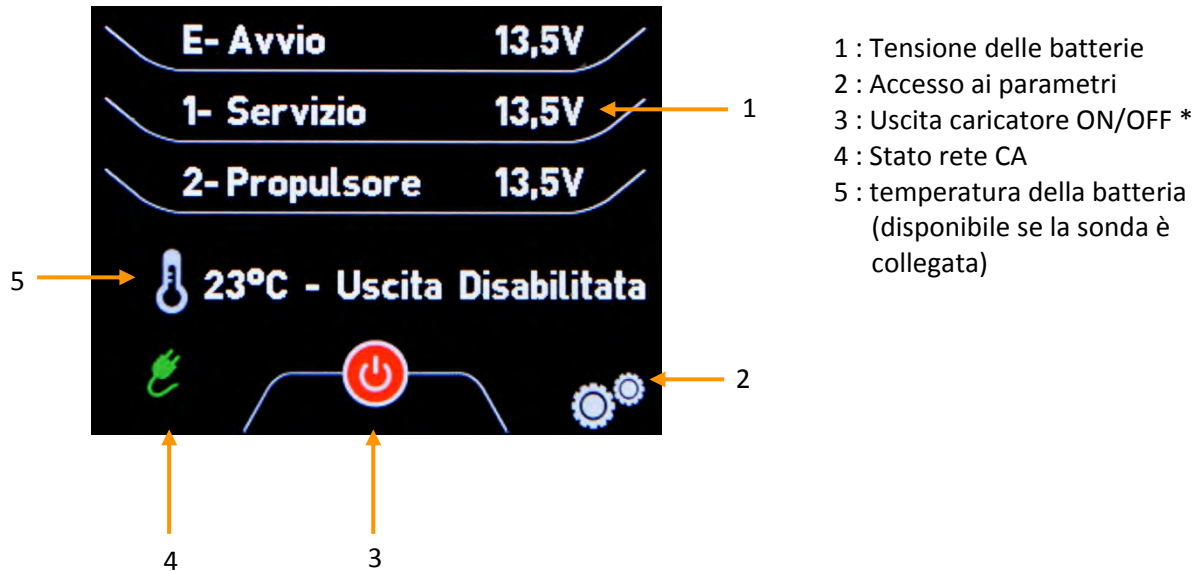 E- Avvio 13,5V
1- Servizio 13,5V
2- Propulsore 13,5V
23°C - Uscita Disabilitata
1
2
3
4
5
1 : Tensione delle batterie
2 : Accesso ai parametri
3 : Uscita caricatore ON/OFF *
4 : Stato rete CA
5 : temperatura della batteria
(disponibile se la sonda è
collegata)